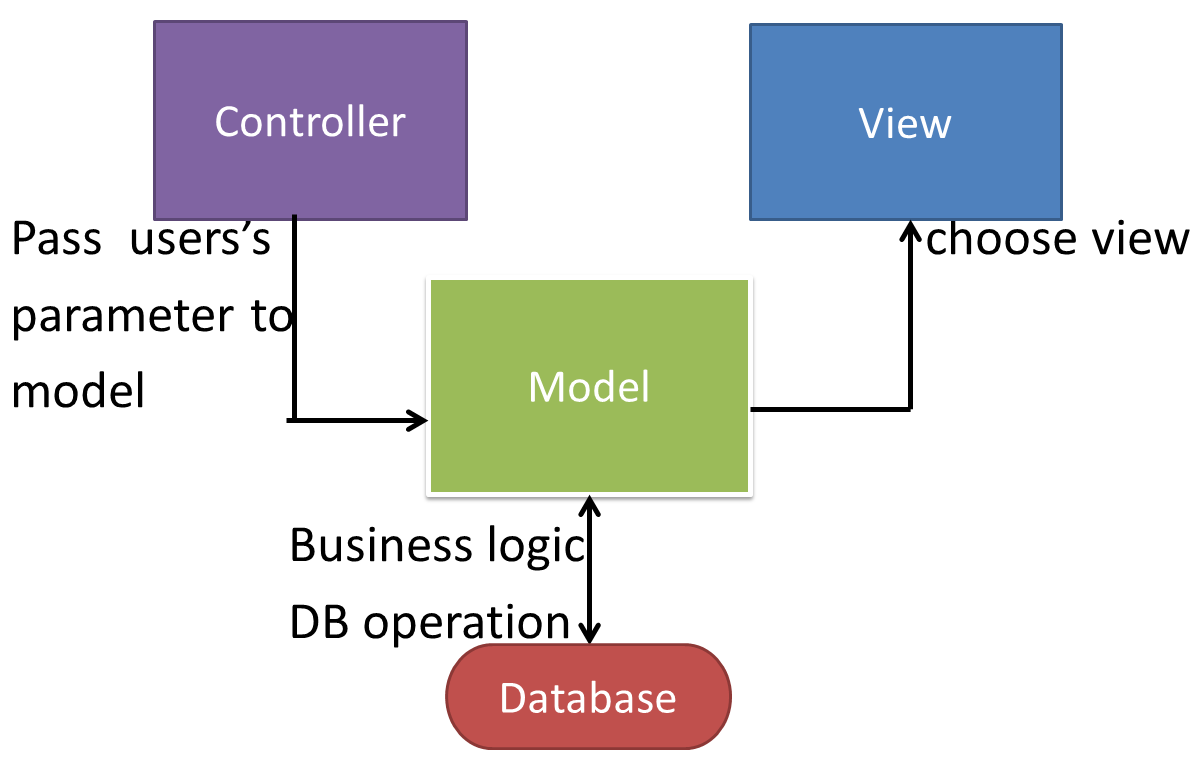 Controller
View
Pass users’s
parameter to
model
choose view
Model
Business logic
DB operation
Database